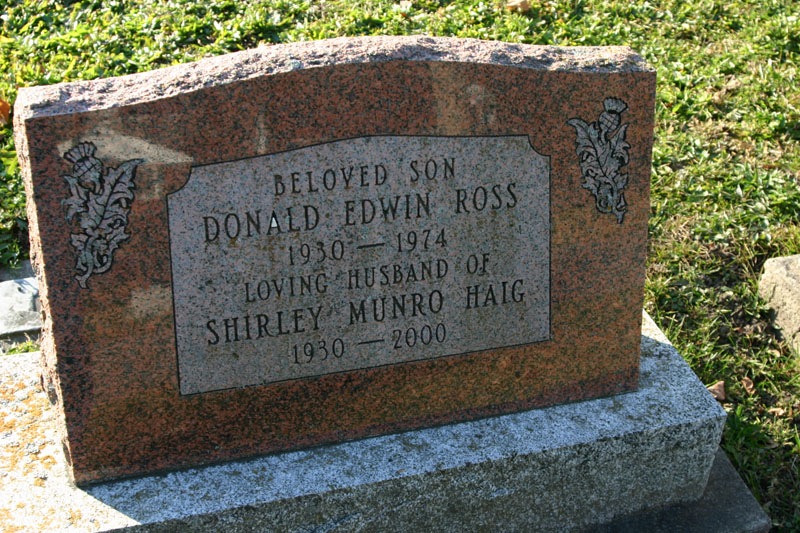 BELOVED SON
DONALD EDWIN ROSS
1930 — 1974
LOVING HUSBAND OF
SHIRLEY MUNRO HAIG
1930 — 2000